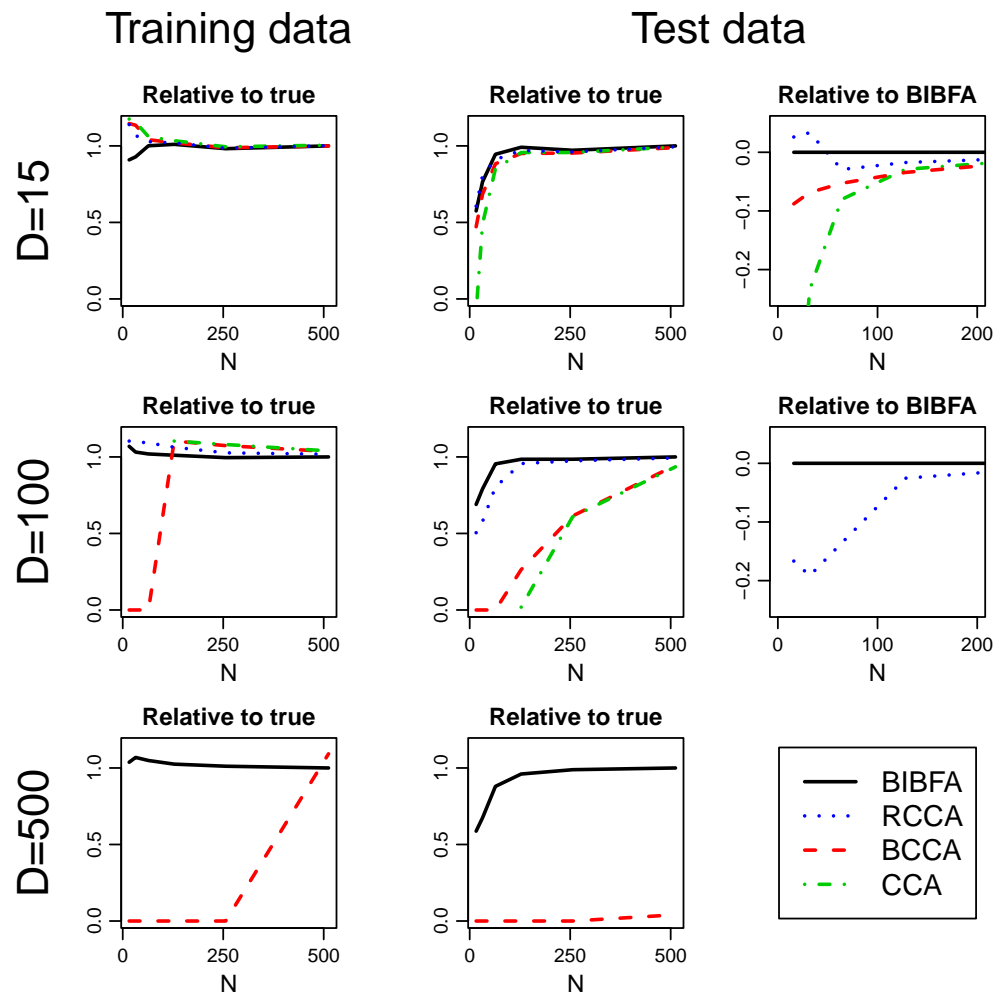 Training data
Test data
D=15
Relative to true
1.0
0.5
0.0
0
250
500
N
Relative to true
1.0
0.5
0.0
0
250
500
N
Relative to BIBFA
0.0
−0.1
−0.2
0
100
200
N
D=100
Relative to true
1.0
0.5
0.0
0
250
500
N
Relative to true
1.0
0.5
0.0
0
250
500
N
Relative to BIBFA
0.0
−0.1
−0.2
0
100
200
N
D=500
Relative to true
1.0
0.5
0.0
0
250
500
N
Relative to true
1.0
0.5
0.0
0
250
500
N
BIBFA
RCCA
BCCA
CCA